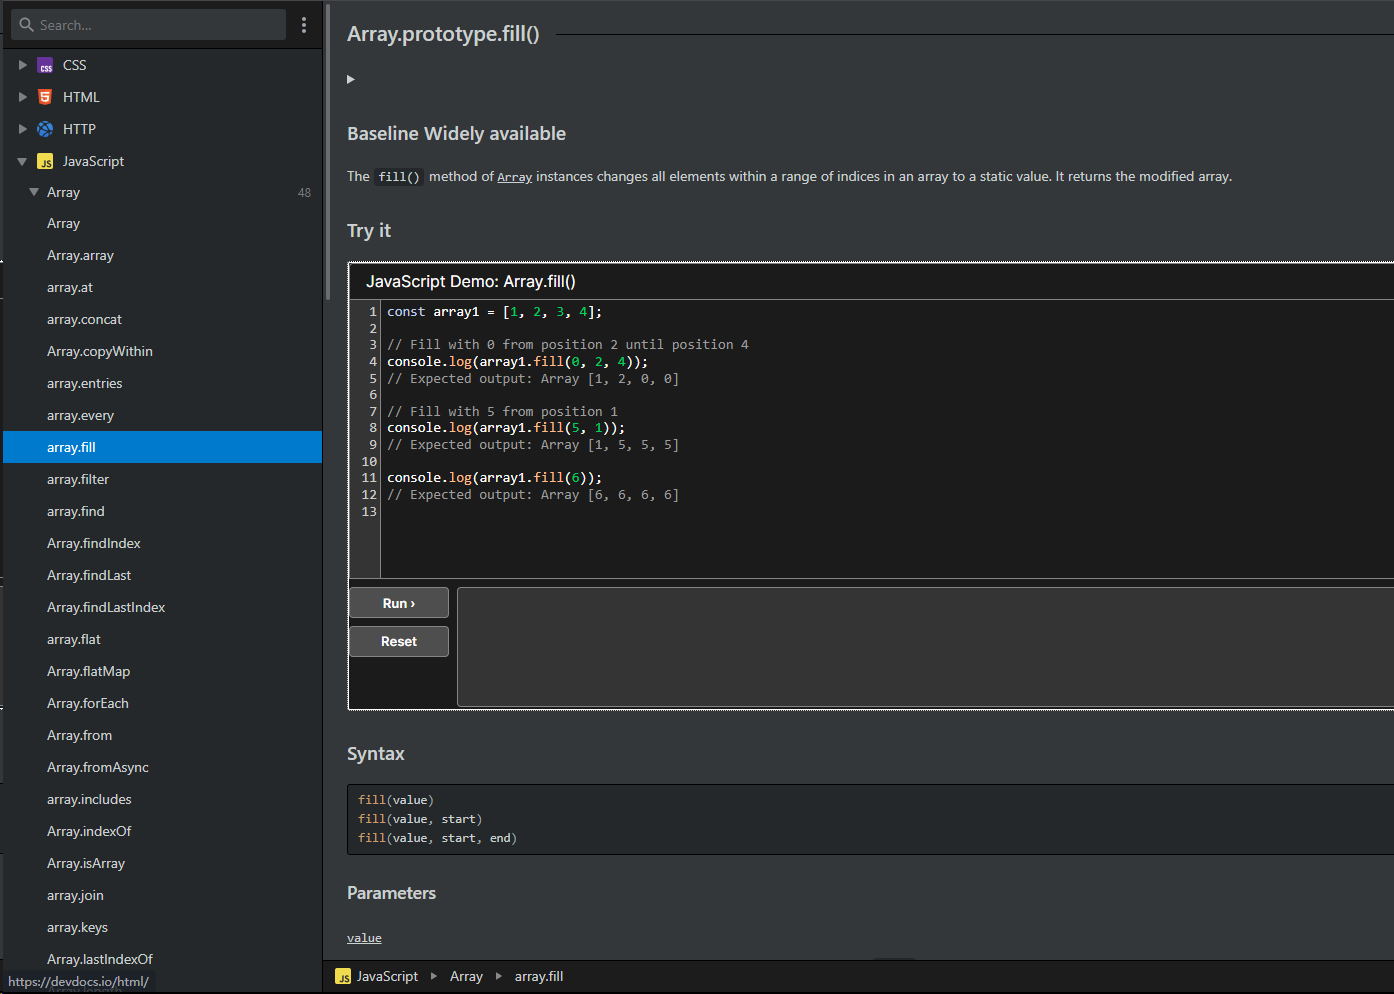 Search...
CSS
HTML
HTTP
JavaScript
Array 48
Array
Array.array
array.at
array.concat
Array.copyWithin
array.entries
array.every
array.fill
array.filter
array.find
Array.findIndex
Array.findLast
Array.findLastIndex
array.flat
Array.flatMap
Array.forEach
Array.from
Array.fromAsync
array.includes
Array.indexOf
Array.isArray
array.join
array.keys
Array.lastIndexOf
https://devdocs.io/html/
Array.prototype.fill()
Baseline Widely available
The fill() method of Array instances changes all elements within a range of indices in an array to a static value. It returns the modified array.
Try it
JavaScript Demo: Array.fill()
1 const array1 = [1, 2, 3, 4];
2
3 // Fill with 0 from position 2 until position 4
4 console.log(array1.fill(0, 2, 4));
5 // Expected output: Array [1, 2, 0, 0]
6
7 // Fill with 5 from position 1
8 console.log(array1.fill(5, 1));
9 // Expected output: Array [1, 5, 5, 5]
10
11 console.log(array1.fill(6));
12 // Expected output: Array [6, 6, 6, 6]
13
Run ›
Reset
Syntax
fill(value)
fill(value, start)
fill(value, start, end)
Parameters
value
JS JavaScript Array array.fill